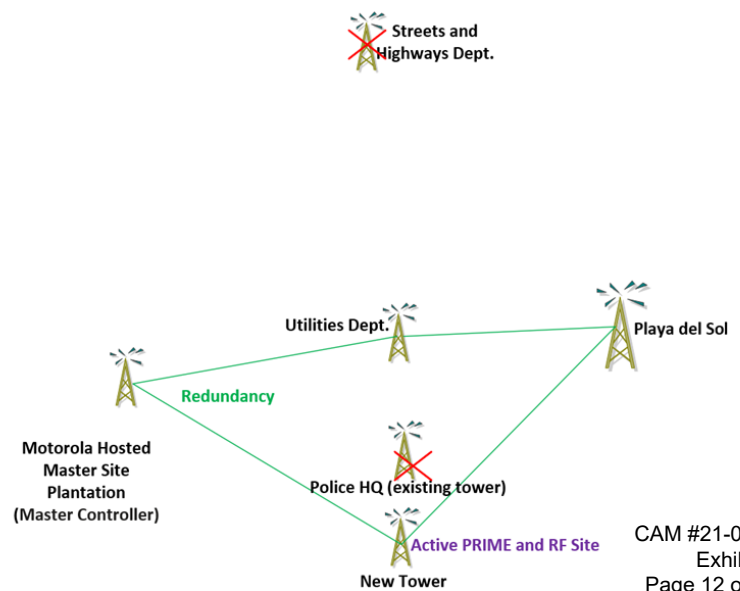 Streets and
Highways Dept.
Utilities Dept.
Playa del Sol
Redundancy
Motorola Hosted
Master Site
Plantation
(Master Controller)
Police HQ (existing tower)
Active PRIME and RF Site
New Tower
CAM #21-0
Exhi
Page 12 o